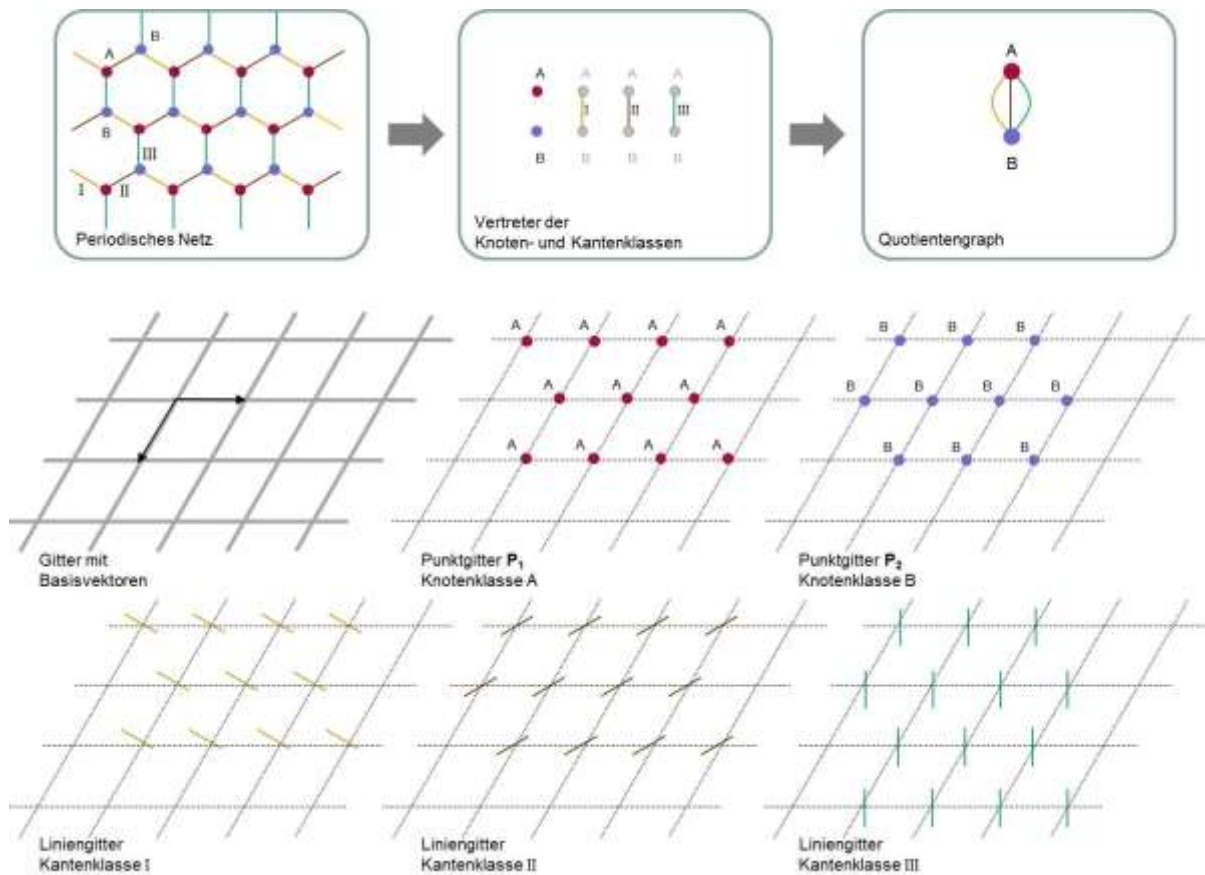 B
A
B
III
I
II
Periodisches Netz
A
A
A
A
I
II
III
B
B
B
B
Vertreter der
Knoten- und Kantenklassen
A
B
Quotientengraph
Gitter mit
Basisvektoren
A
A
A
A
A
A
A
A
A
A
A
Punktgitter P₁
Knotenklasse A
B
B
B
B
B
B
B
B
B
B
Punktgitter P₂
Knotenklasse B
Liniengitter
Kantenklasse I
Liniengitter
Kantenklasse II
Liniengitter
Kantenklasse III